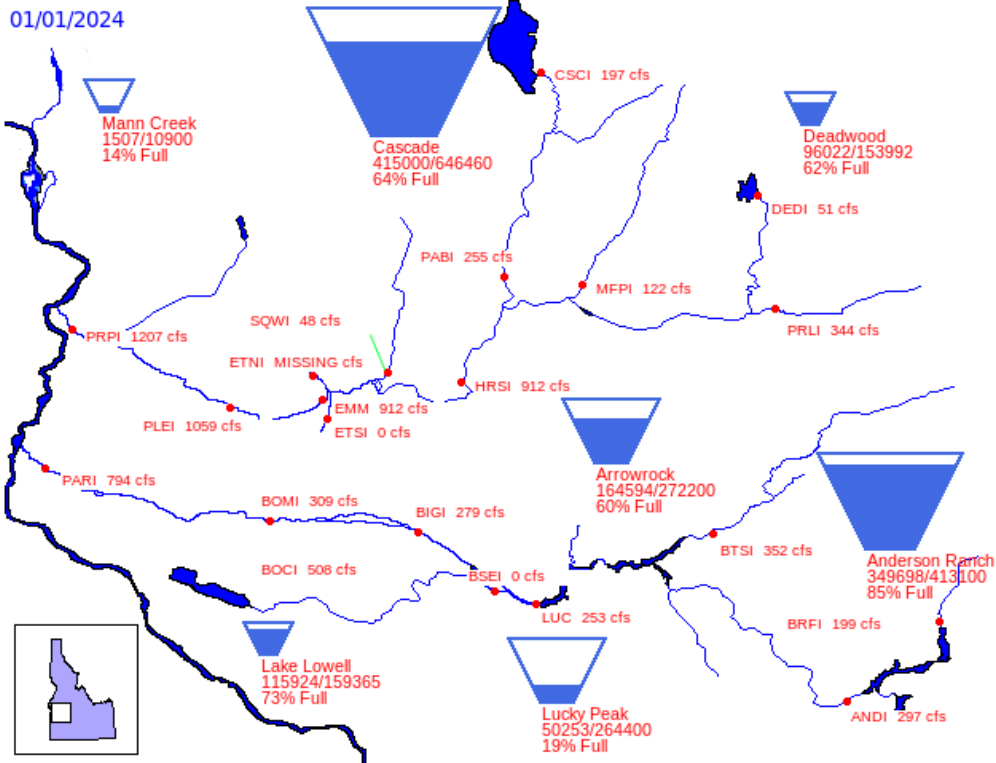 01/01/2024
CSCI 197 cfs
Mann Creek
1507/10900
14% Full
Cascade
415000/646460
64% Full
Deadwood
96022/153992
62% Full
DEDI 51 cfs
PABI 255 cfs
MFPI 122 cfs
SQWI 48 cfs
PRPI 1207 cfs
PRLI 344 cfs
ETNI MISSING cfs
HRSI 912 cfs
EMM 912 cfs
PLEI 1059 cfs
ETSI 0 cfs
Arrowrock
164594/272200
60% Full
PARI 794 cfs
BOMI 309 cfs
BIGI 279 cfs
BTSI 352 cfs
Anderson Ranch
349698/413100
85% Full
BOCI 508 cfs
BSEI 0 cfs
LUC 253 cfs
BRFI 199 cfs
Lake Lowell
115924/159365
73% Full
Lucky Peak
50253/264400
19% Full
ANDI 297 cfs